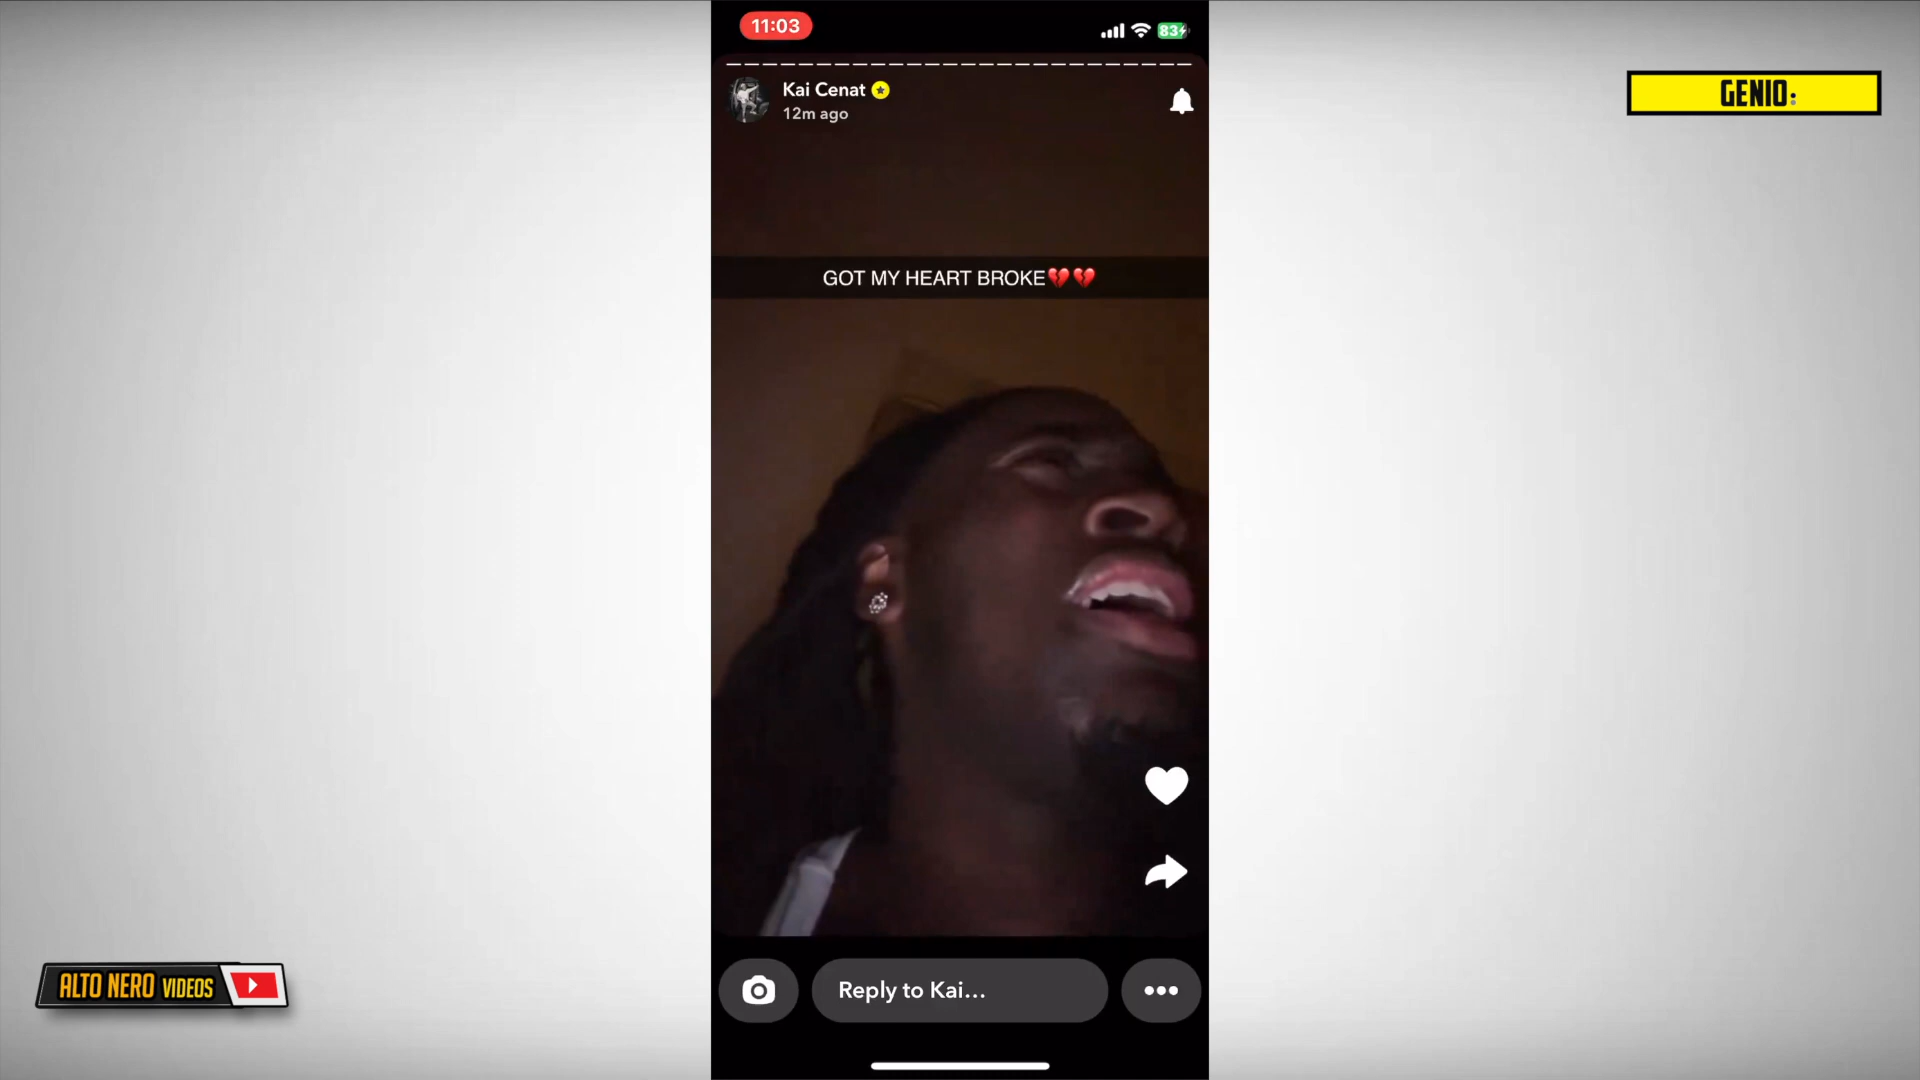 11:03
83
Kai Cenat
12m ago
GENIO:
GOT MY HEART BROKE💔💔
ALTO NERO VIDEOS
Reply to Kai...